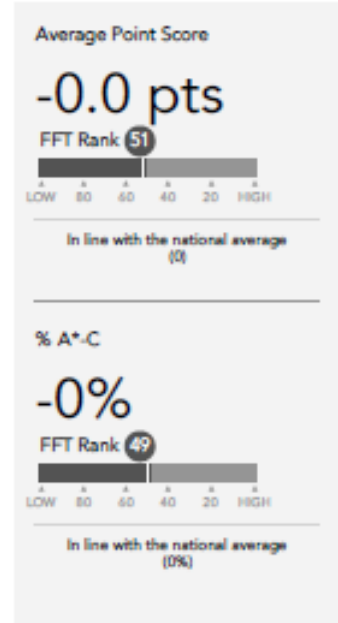 Average Point Score
-0.0 pts
FFT Rank 51
LOW 80 60 40 20 HIGH
In line with the national average
(0)
% A*-C
-0%
FFT Rank 49
LOW 80 60 40 20 HIGH
In line with the national average
(0%)